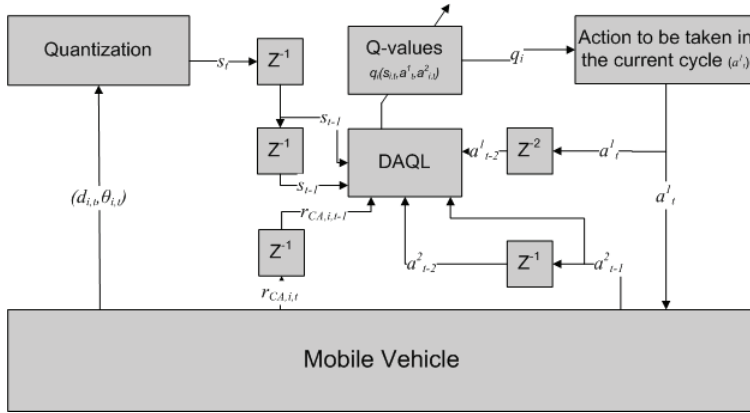 Quantization
s_t
Z^-1
Q-values
q_i(s_i,t,a^1_t,a^2_i,t)
q_i
Action to be taken in
the current cycle (a^1_t)
s_t-1
Z^-1
s_t-1
DAQL
a^1_t-2
Z^-2
a^1_t
(d_i,t,θ_i,t)
a^1_t
r_CA,i,t-1
Z^-1
a^2_t-2
Z^-1
a^2_t-1
r_CA,i,t
Mobile Vehicle